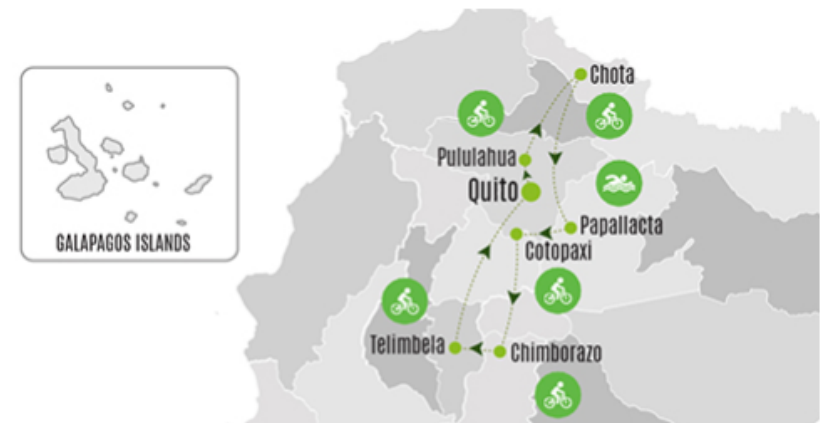 Chota
Pululahua
Quito
Papallacta
Cotopaxi
GALAPAGOS ISLANDS
Telimbela
Chimborazo